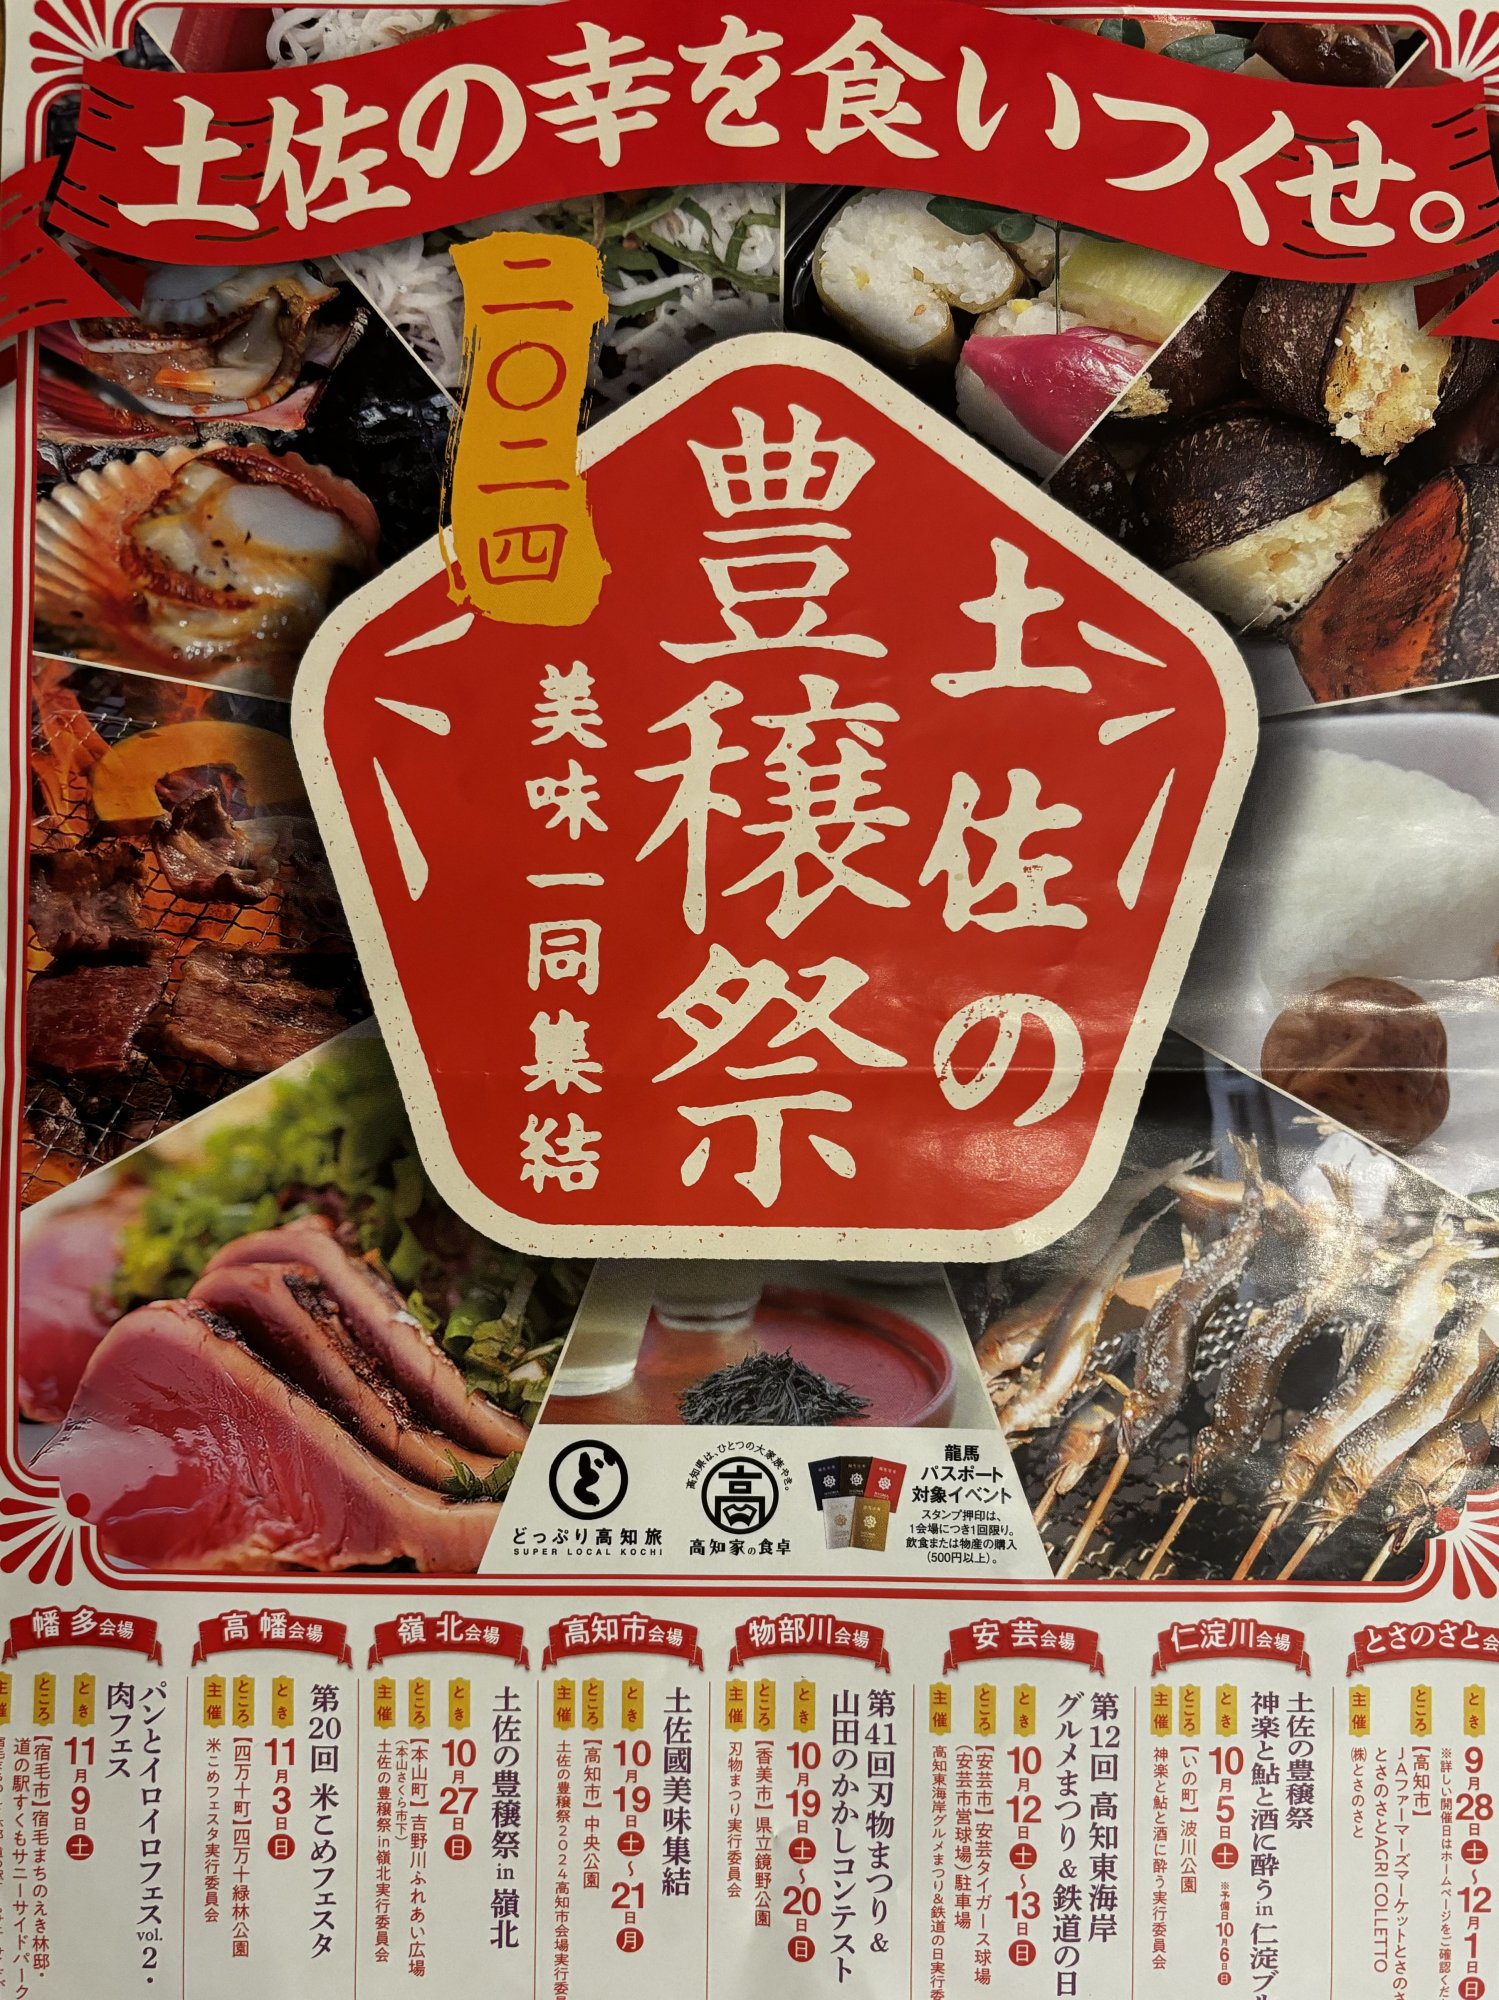 土佐の幸を食いつくせ。
二〇二四
土佐の
豊穣祭
美味一同集結
ど
どっぷり高知旅
SUPER LOCAL KOCHI
高知県は、ひとつの大家族やき。
高
高知家の食卓
龍馬
パスポート
対象イベント
スタンプ押印は、
1会場につき1回限り。
飲食または物産の購入
(500円以上)。
とさのさと会
とき
9月28日土〜12月1日日
※詳しい開催日はホームページをご確認くだ
ところ
【高知市】
JAファーマーズマーケットとさのさ
とさのさとAGRI COLLETTO
主催
㈱とさのさと
仁淀川会場
土佐の豊穣祭
神楽と鮎と酒に酔う in 仁淀ブル
とき
10月5日土
※予備日10月6日日
ところ
【いの町】波川公園
主催
神楽と鮎と酒に酔う実行委員会
安芸会場
第12回 高知東海岸
グルメまつり&鉄道の日
とき
10月12日土〜13日日
ところ
【安芸市】安芸タイガース球場
(安芸市営球場)駐車場
主催
高知東海岸グルメまつり&鉄道の日実行委
物部川会場
第41回刃物まつり&
山田のかかしコンテスト
とき
10月19日土〜20日日
ところ
【香美市】県立鏡野公園
主催
刃物まつり実行委員会
高知市会場
土佐國美味集結
とき
10月19日土〜21日月
ところ
【高知市】中央公園
主催
土佐の豊穣祭2024高知市会場実行委
嶺北会場
土佐の豊穣祭 in 嶺北
とき
10月27日日
ところ
【本山町】吉野川ふれあい広場
(本山さくら市下)
主催
土佐の豊穣祭 in 嶺北実行委員会
高幡会場
第20回 米こめフェスタ
とき
11月3日日
ところ
【四万十町】四万十緑林公園
主催
米こめフェスタ実行委員会
幡多会場
パンとイロイロフェスvol.2・
肉フェス
とき
11月9日土
ところ
【宿毛市】宿毛まちのえき林邸・
道の駅すくもサニーサイドパーク
主催